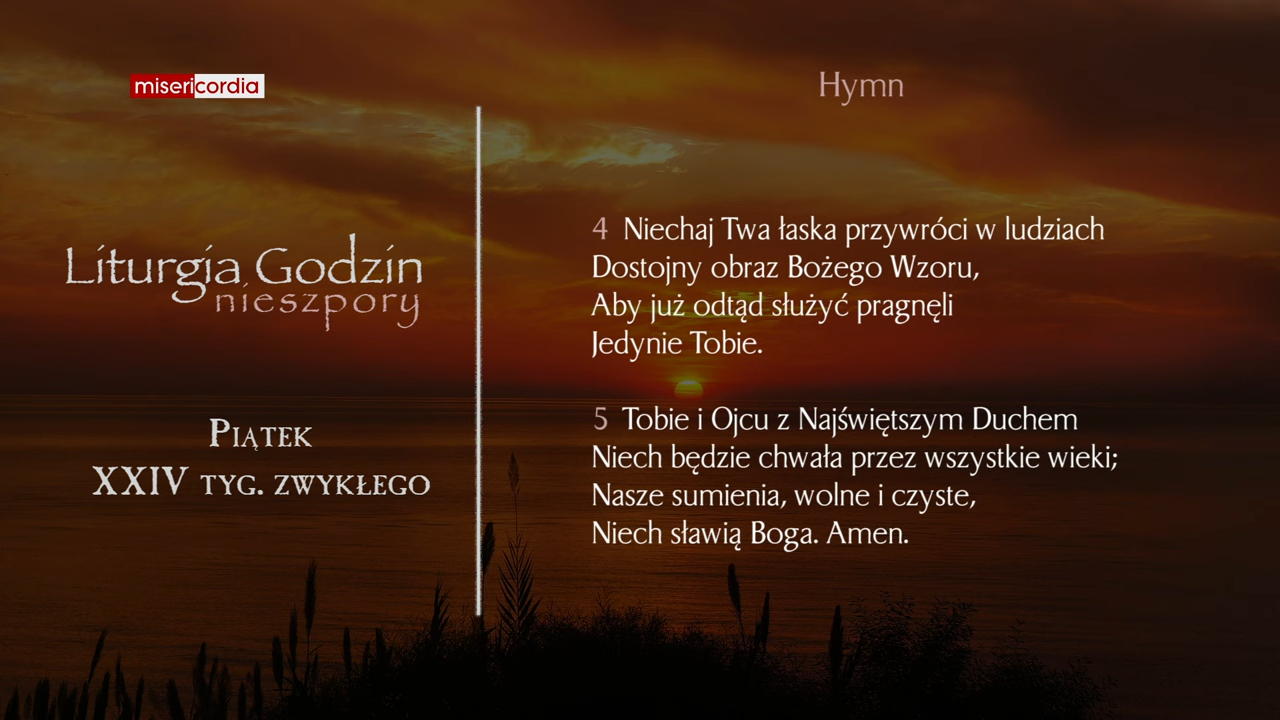 misericordia
Liturgia Godzin
nieszpory
Piątek
XXIV tyg. zwykłego
Hymn
4 Niechaj Twa łaska przywróci w ludziach
Dostojny obraz Bożego Wzoru,
Aby już odtąd służyć pragnęli
Jedynie Tobie.
5 Tobie i Ojcu z Najświętszym Duchem
Niech będzie chwała przez wszystkie wieki;
Nasze sumienia, wolne i czyste,
Niech sławią Boga. Amen.